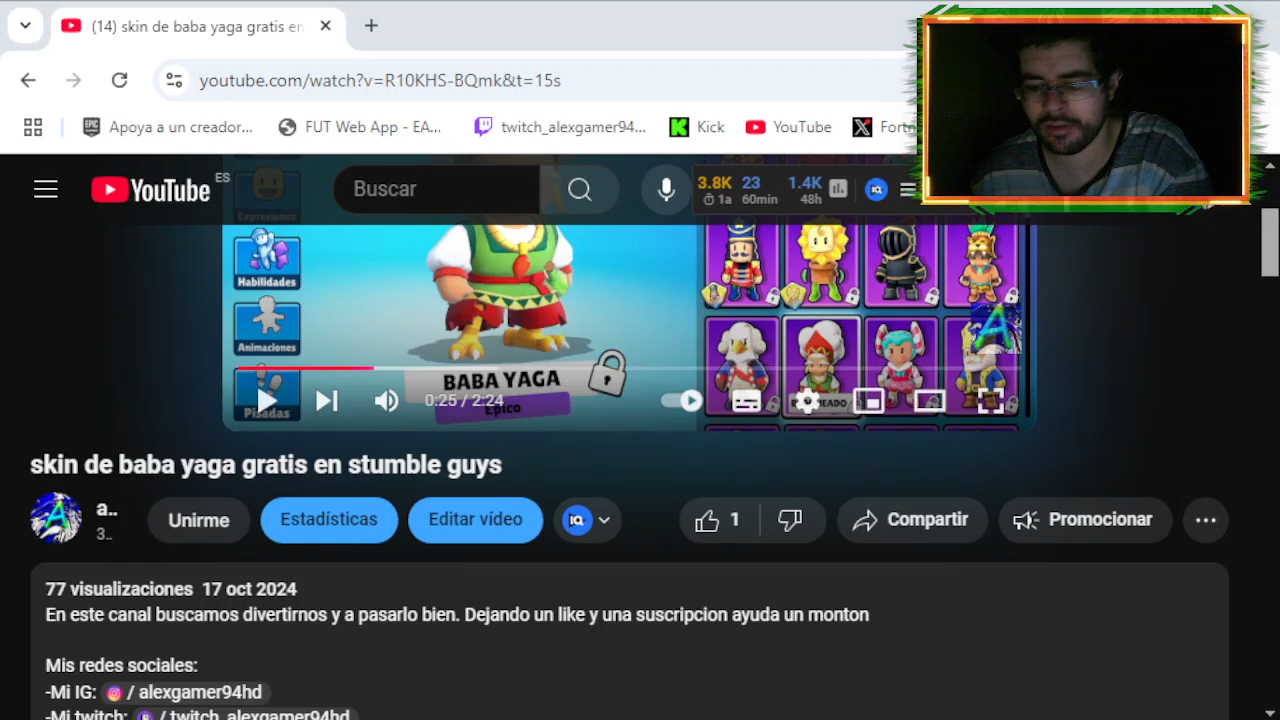 (14) skin de baba yaga gratis en
youtube.com/watch?v=R10KHS-BQmk&t=15s
EPIC
Apoya a un creador...
FUT Web App - EA...
twitch_alexgamer94...
Kick
YouTube
YouTube ES
Buscar
3.8K 23 1.4K
1a 60min 48h
Expresiones
Habilidades
Animaciones
Pisadas
BABA YAGA
Épico
0:25 / 2:24
skin de baba yaga gratis en stumble guys
a..
3..
Unirme
Estadísticas
Editar vídeo
1
Compartir
Promocionar
77 visualizaciones 17 oct 2024
En este canal buscamos divertirnos y a pasarlo bien. Dejando un like y una suscripcion ayuda un monton
Mis redes sociales:
-Mi IG: / alexgamer94hd
-Mi twitch: / twitch_alexgamer94hd